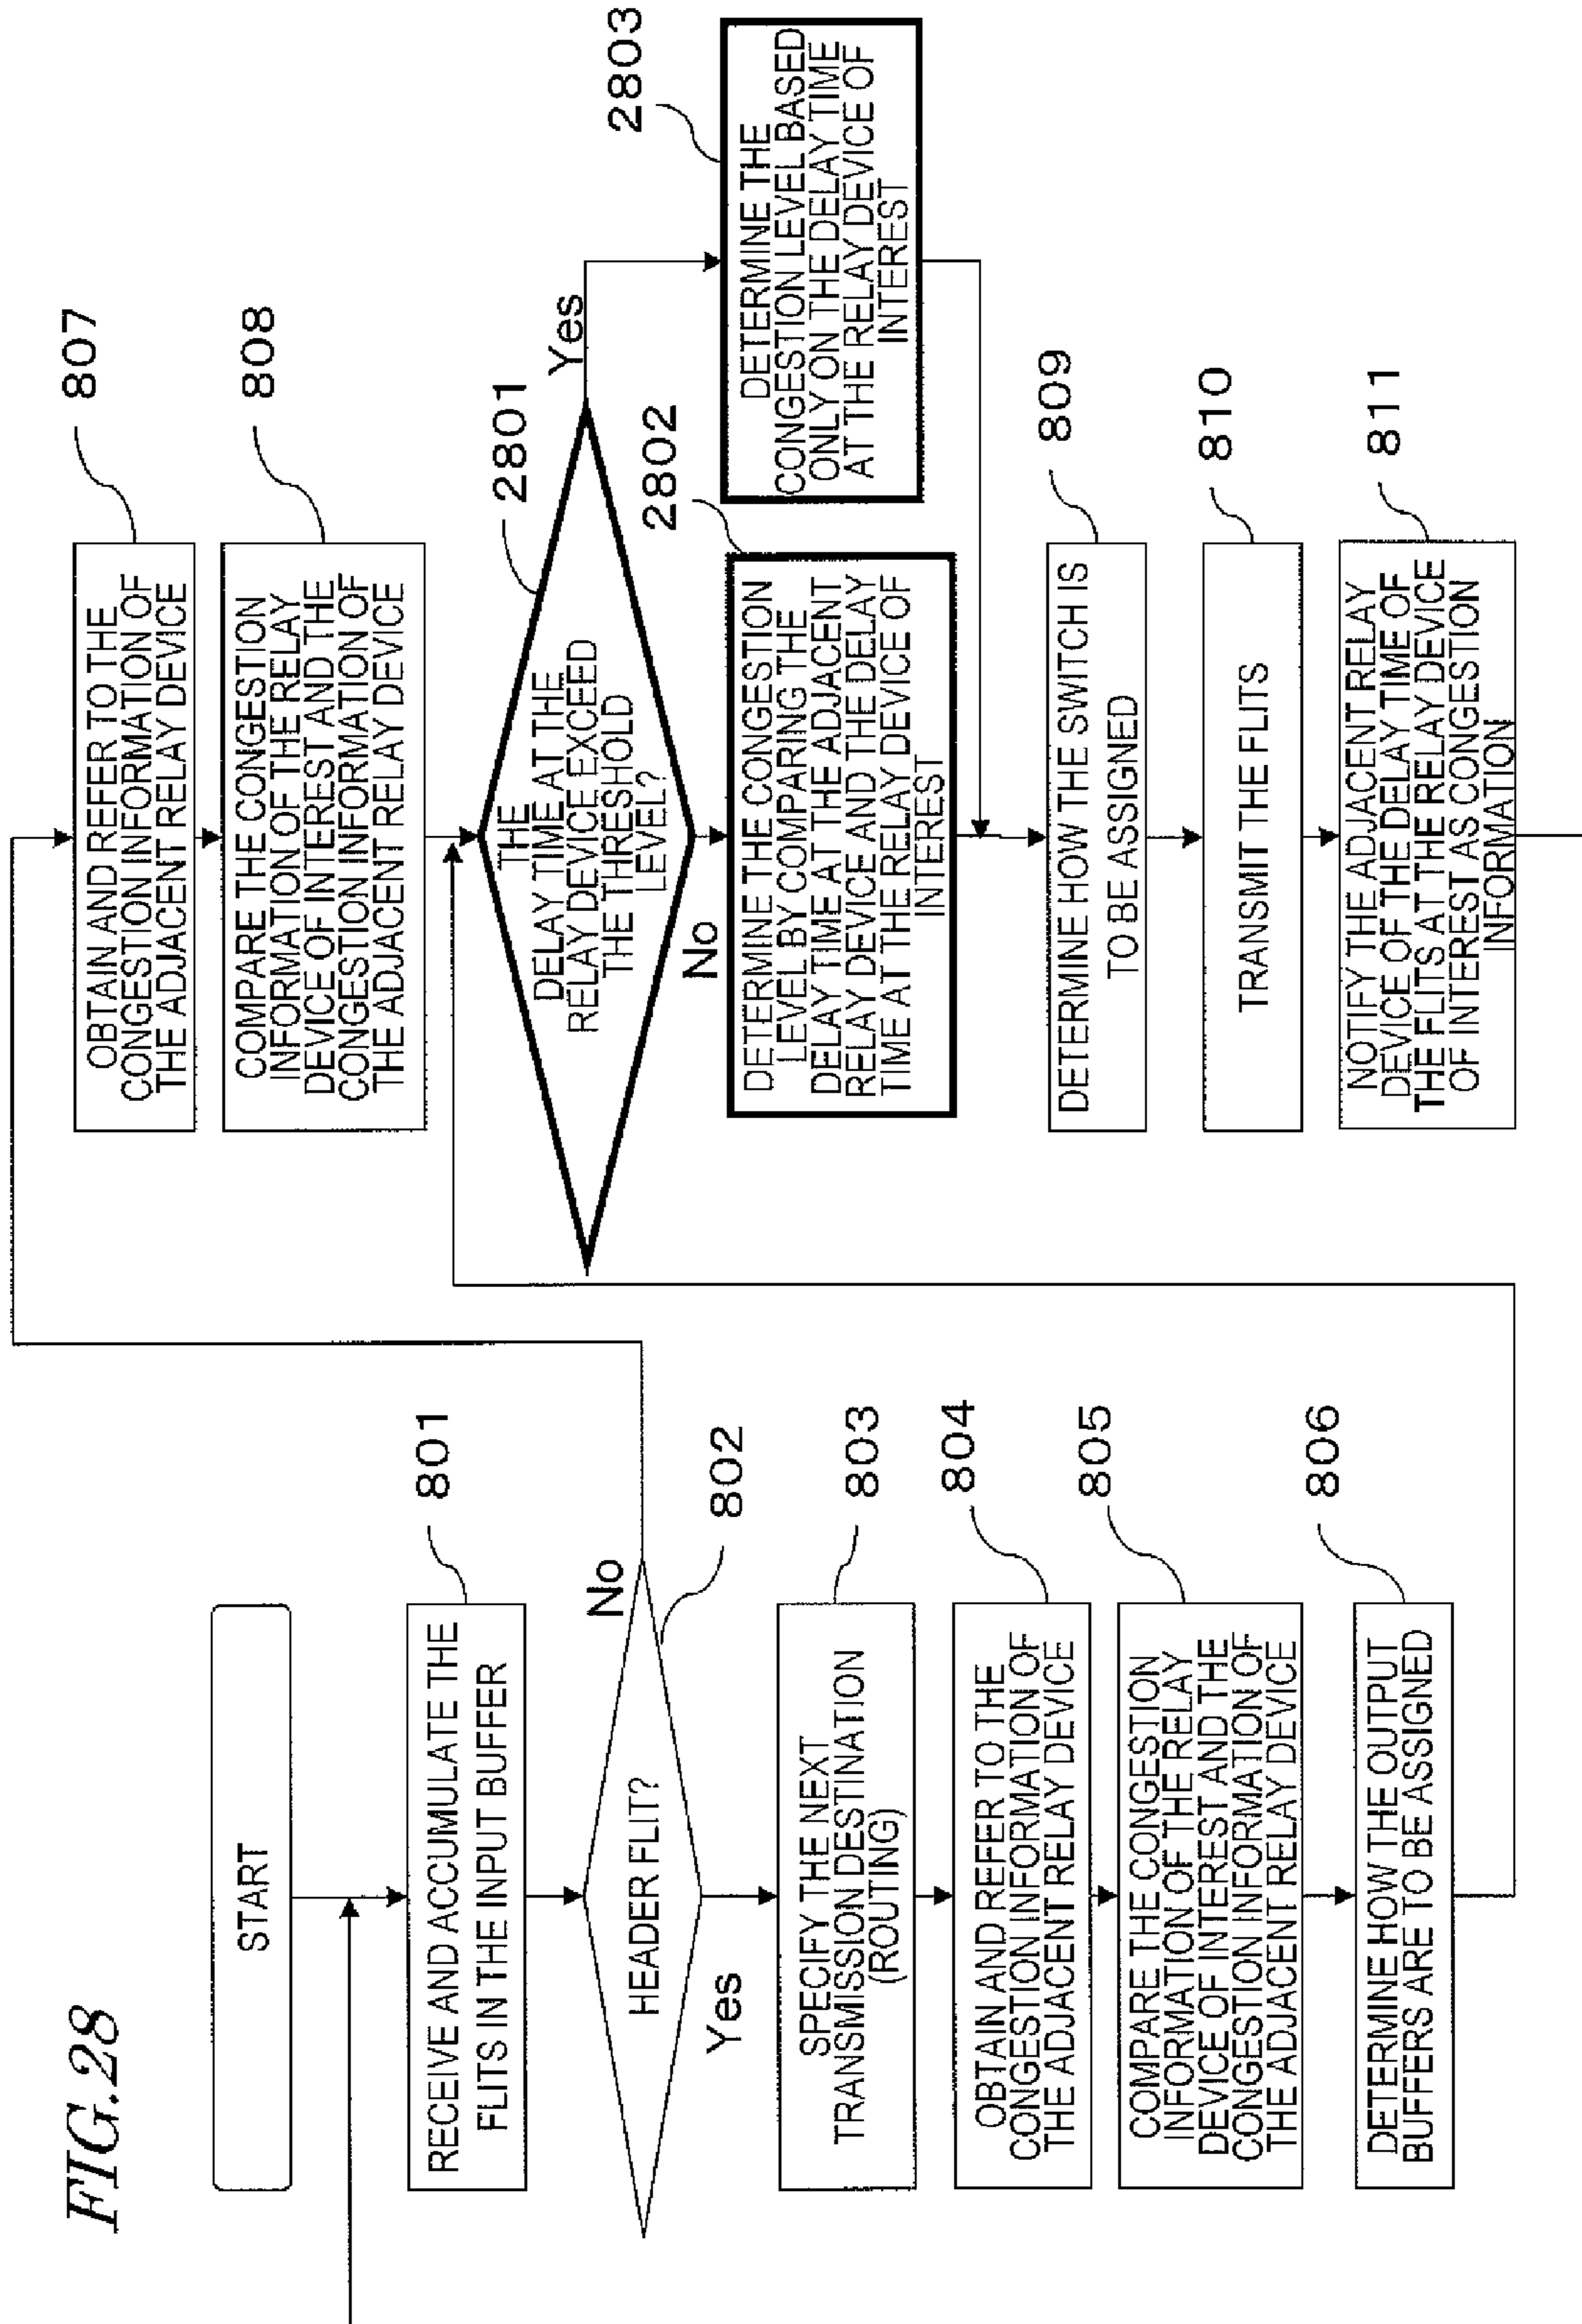 FIG.28
START
801
RECEIVE AND ACCUMULATE THE
FLITS IN THE INPUT BUFFER
802
HEADER FLIT?
No
Yes
803
SPECIFY THE NEXT
TRANSMISSION DESTINATION
(ROUTING)
804
OBTAIN AND REFER TO THE
CONGESTION INFORMATION OF
THE ADJACENT RELAY DEVICE
805
COMPARE THE CONGESTION
INFORMATION OF THE RELAY
DEVICE OF INTEREST AND THE
CONGESTION INFORMATION OF
THE ADJACENT RELAY DEVICE
806
DETERMINE HOW THE OUTPUT
BUFFERS ARE TO BE ASSIGNED
807
OBTAIN AND REFER TO THE
CONGESTION INFORMATION OF
THE ADJACENT RELAY DEVICE
808
COMPARE THE CONGESTION
INFORMATION OF THE RELAY
DEVICE OF INTEREST AND THE
CONGESTION INFORMATION OF
THE ADJACENT RELAY DEVICE
2801
THE
DELAY TIME AT THE
RELAY DEVICE EXCEED
THE THRESHOLD
LEVEL?
Yes
No
2802
DETERMINE THE CONGESTION
LEVEL BY COMPARING THE
DELAY TIME AT THE ADJACENT
RELAY DEVICE AND THE DELAY
TIME AT THE RELAY DEVICE OF
INTEREST
2803
DETERMINE THE
CONGESTION LEVEL BASED
ONLY ON THE DELAY TIME
AT THE RELAY DEVICE OF
INTEREST
809
DETERMINE HOW THE SWITCH IS
TO BE ASSIGNED
810
TRANSMIT THE FLITS
811
NOTIFY THE ADJACENT RELAY
DEVICE OF THE DELAY TIME OF
THE FLITS AT THE RELAY DEVICE
OF INTEREST AS CONGESTION
INFORMATION